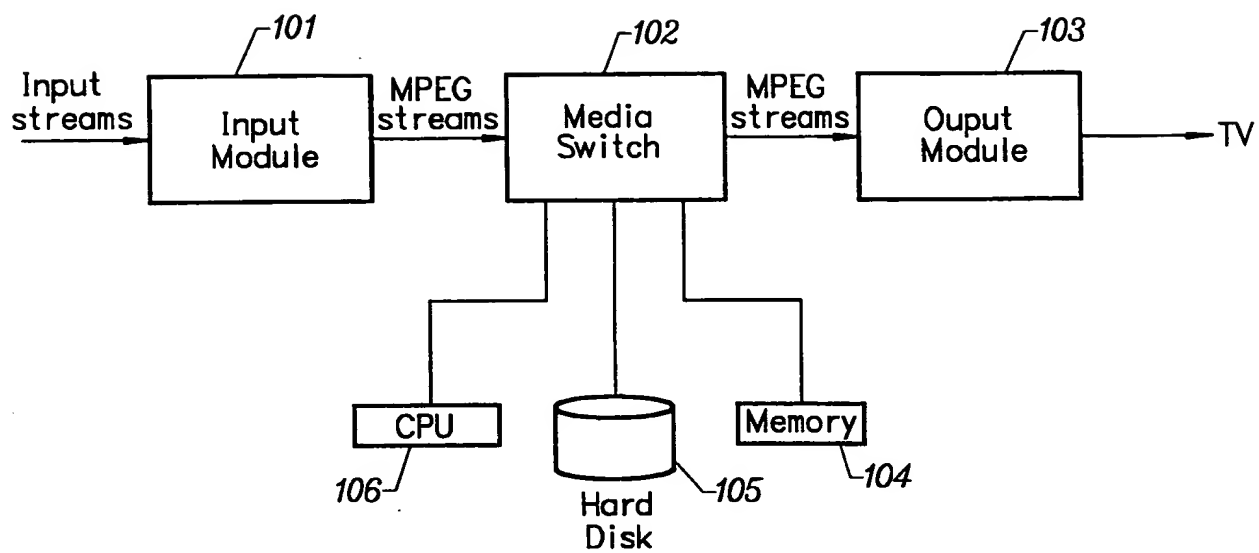 101
102
103
Input
streams
Input
Module
MPEG
streams
Media
Switch
MPEG
streams
Ouput
Module
TV
CPU
106
Hard
Disk
105
Memory
104